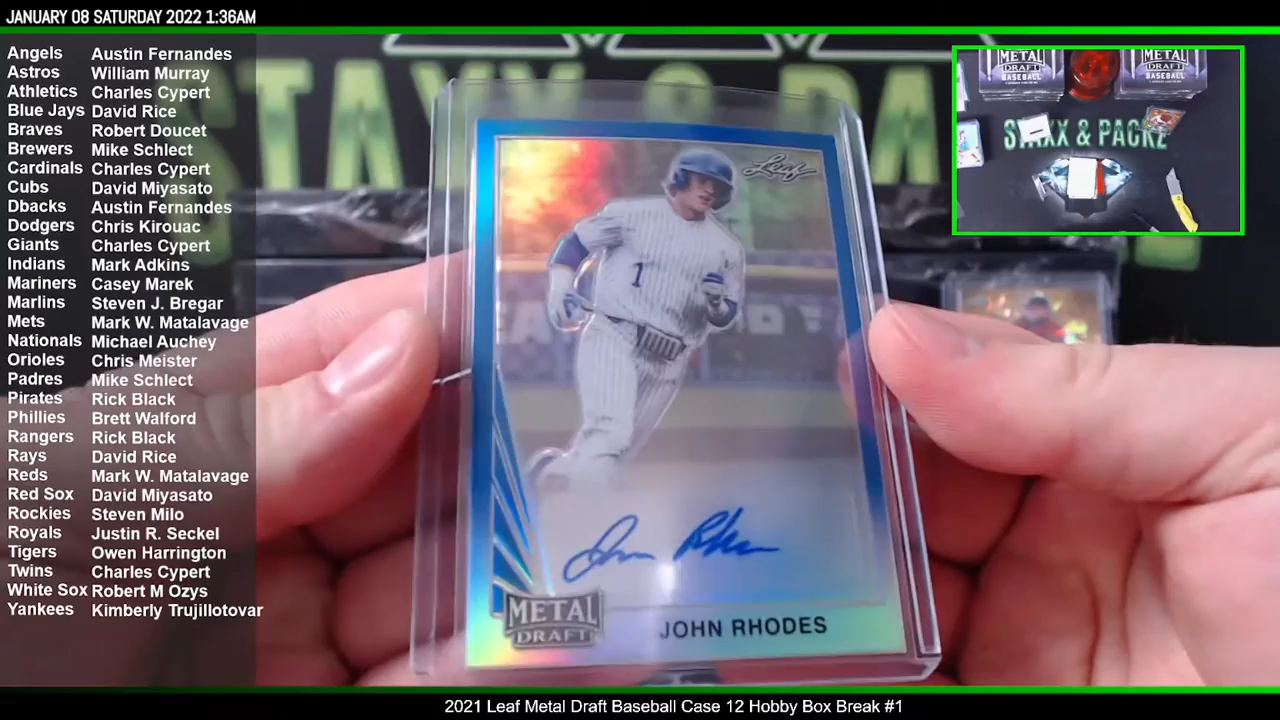 JANUARY 08 SATURDAY 2022 1:36AM
Angels Austin Fernandes
Astros William Murray
Athletics Charles Cypert
Blue Jays David Rice
Braves Robert Doucet
Brewers Mike Schlect
Cardinals Charles Cypert
Cubs David Miyasato
Dbacks Austin Fernandes
Dodgers Chris Kirouac
Giants Charles Cypert
Indians Mark Adkins
Mariners Casey Marek
Marlins Steven J. Bregar
Mets Mark W. Matalavage
Nationals Michael Auchey
Orioles Chris Meister
Padres Mike Schlect
Pirates Rick Black
Phillies Brett Walford
Rangers Rick Black
Rays David Rice
Reds Mark W. Matalavage
Red Sox David Miyasato
Rockies Steven Milo
Royals Justin R. Seckel
Tigers Owen Harrington
Twins Charles Cypert
White Sox Robert M Ozys
Yankees Kimberly Trujillotovar
STAXX & PA
Leaf
1
METAL
DRAFT
JOHN RHODES
METAL
DRAFT
BASEBALL
METAL
DRAFT
BASEBALL
STAXX & PACKZ
2021 Leaf Metal Draft Baseball Case 12 Hobby Box Break #1